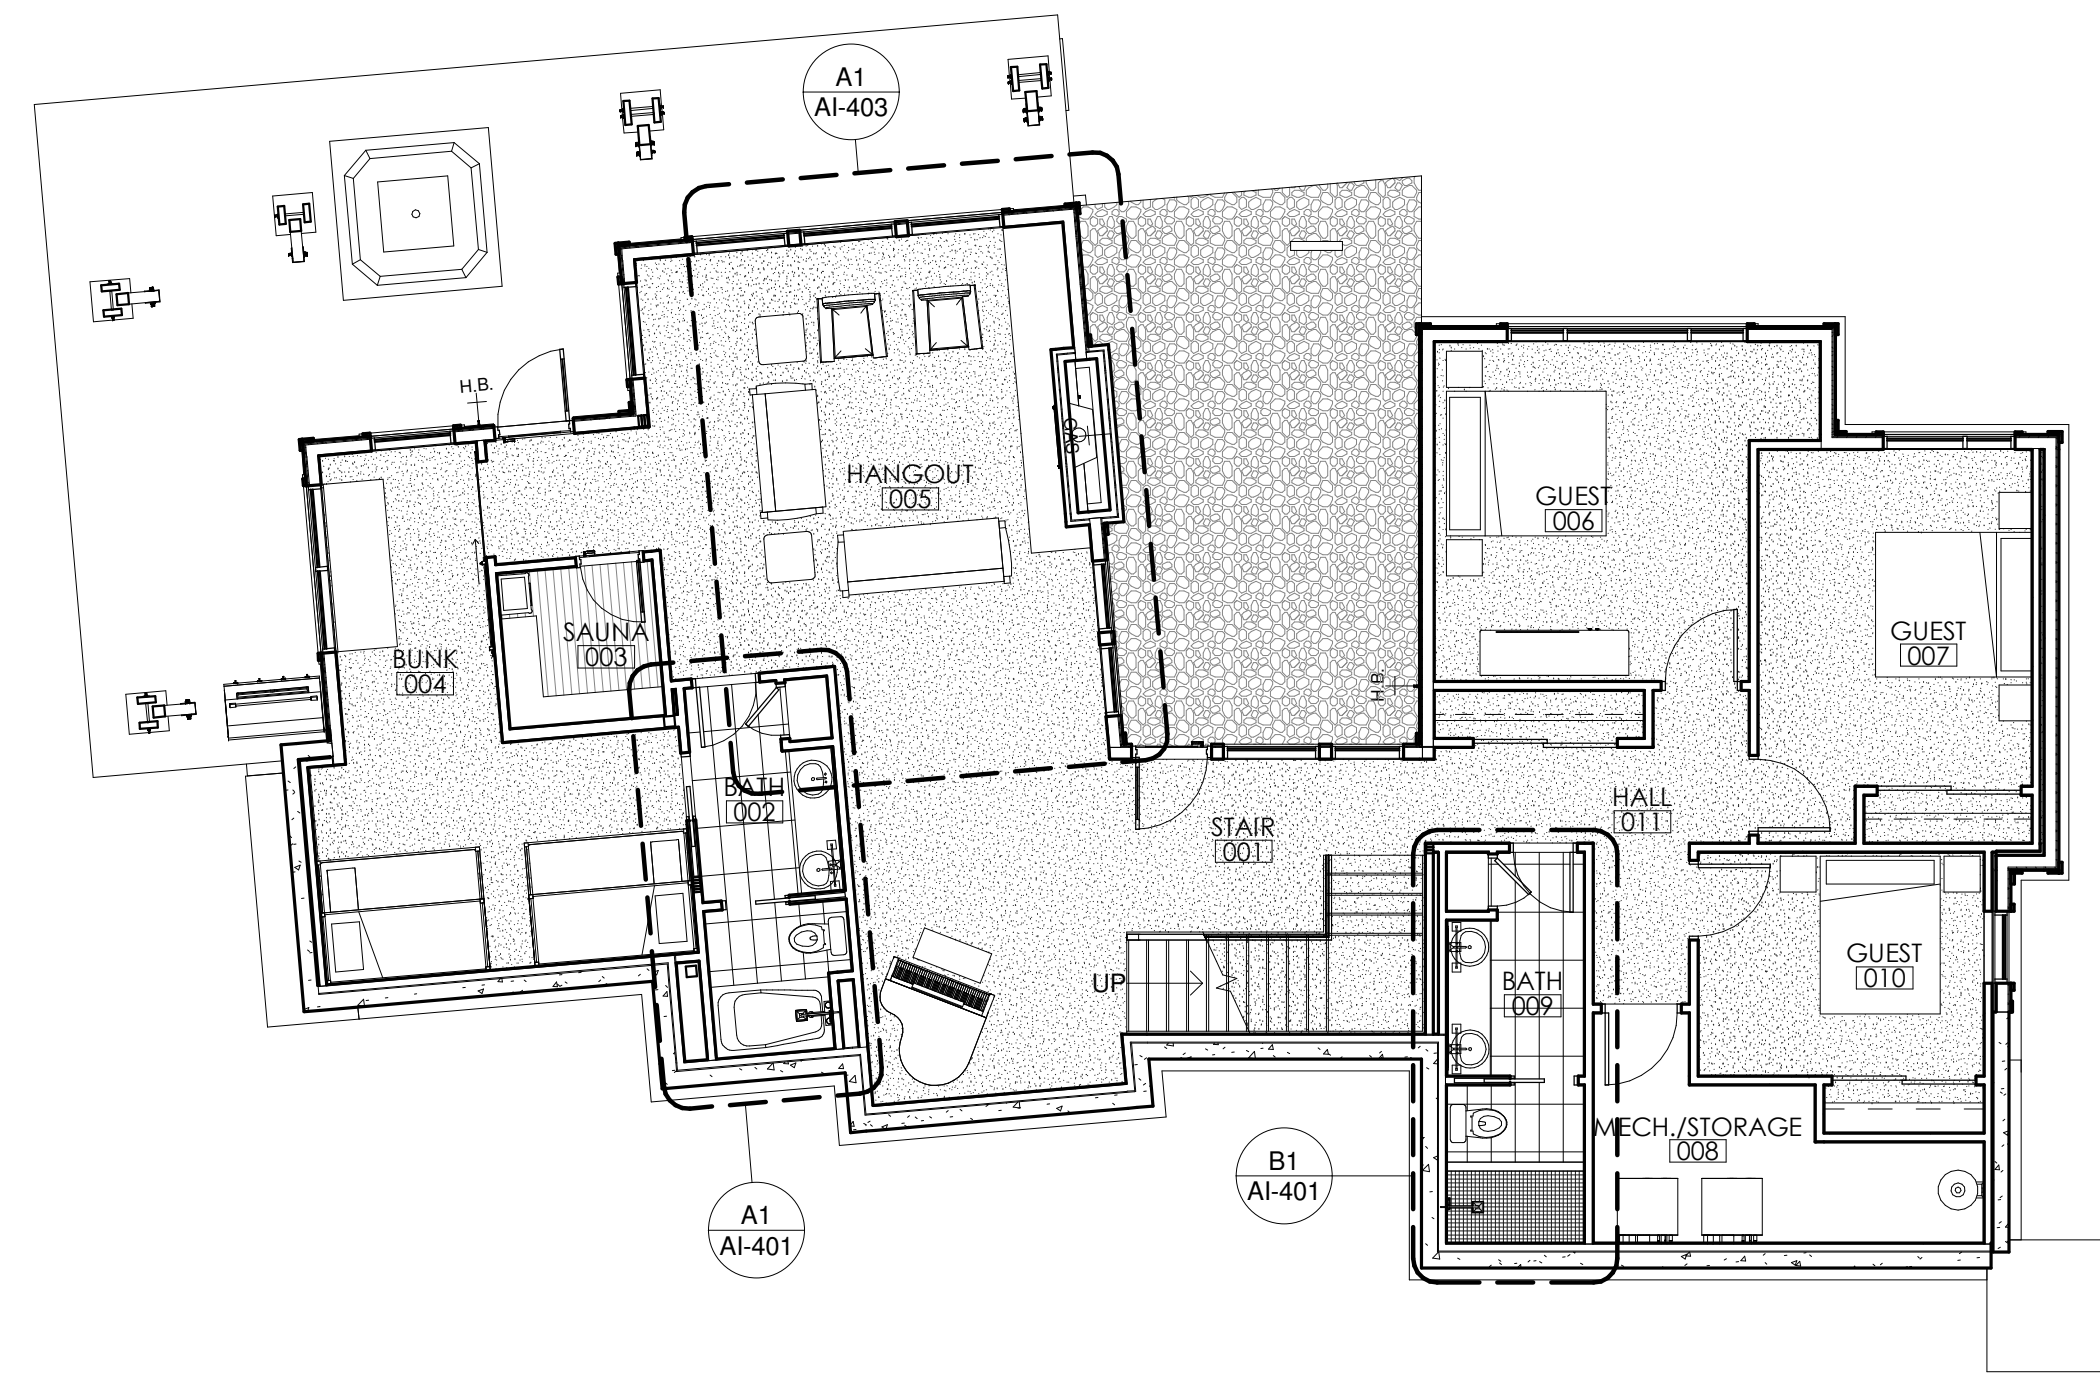 A1
AI-403
H.B.
GAS
HANGOUT
005
GUEST
006
SAUNA
003
GUEST
007
BUNK
004
H.B.
BATH
002
HALL
011
STAIR
001
GUEST
010
UP
BATH
009
MECH./STORAGE
008
B1
AI-401
A1
AI-401